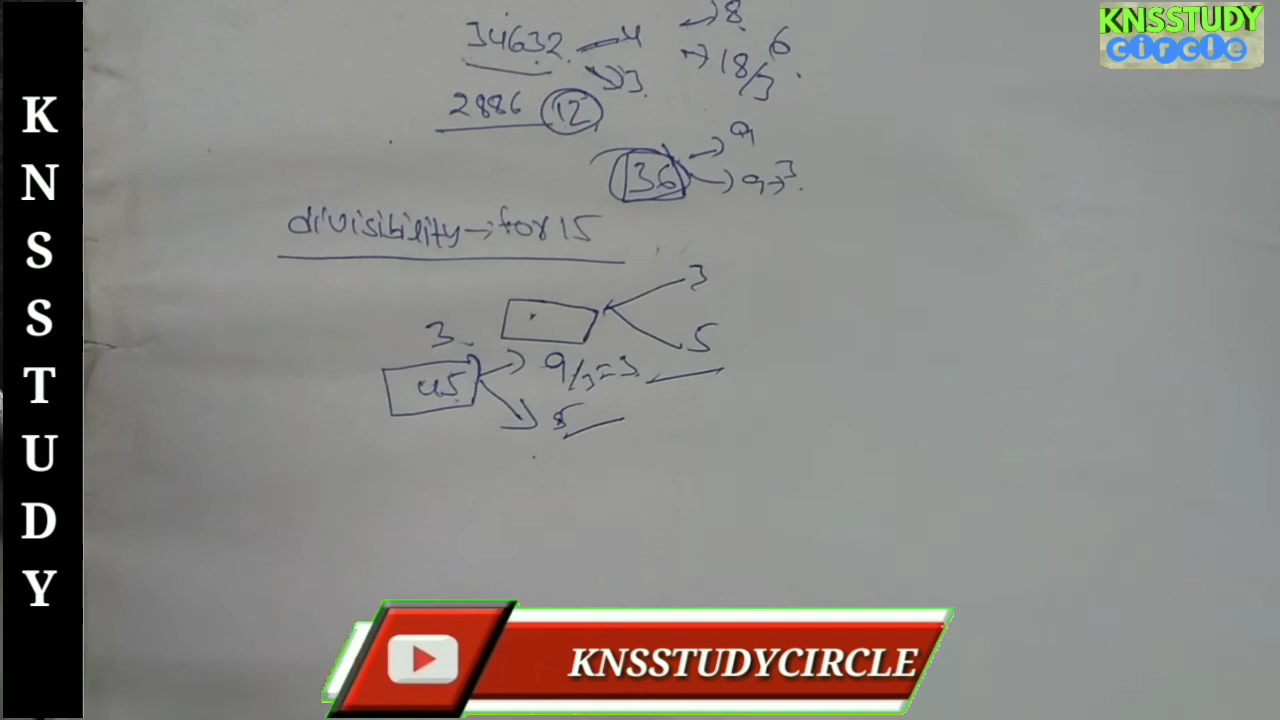 34632 → 4 → 8
→ 3 → 18/3 6
2886 12
36 → 9
→ 9 → 3
divisibility → for 15
3
5
3
45 → 9/3 = 3
→ 5
KNSSTUDY
circle
KNSTUDY
KNSSTUDYCIRCLE